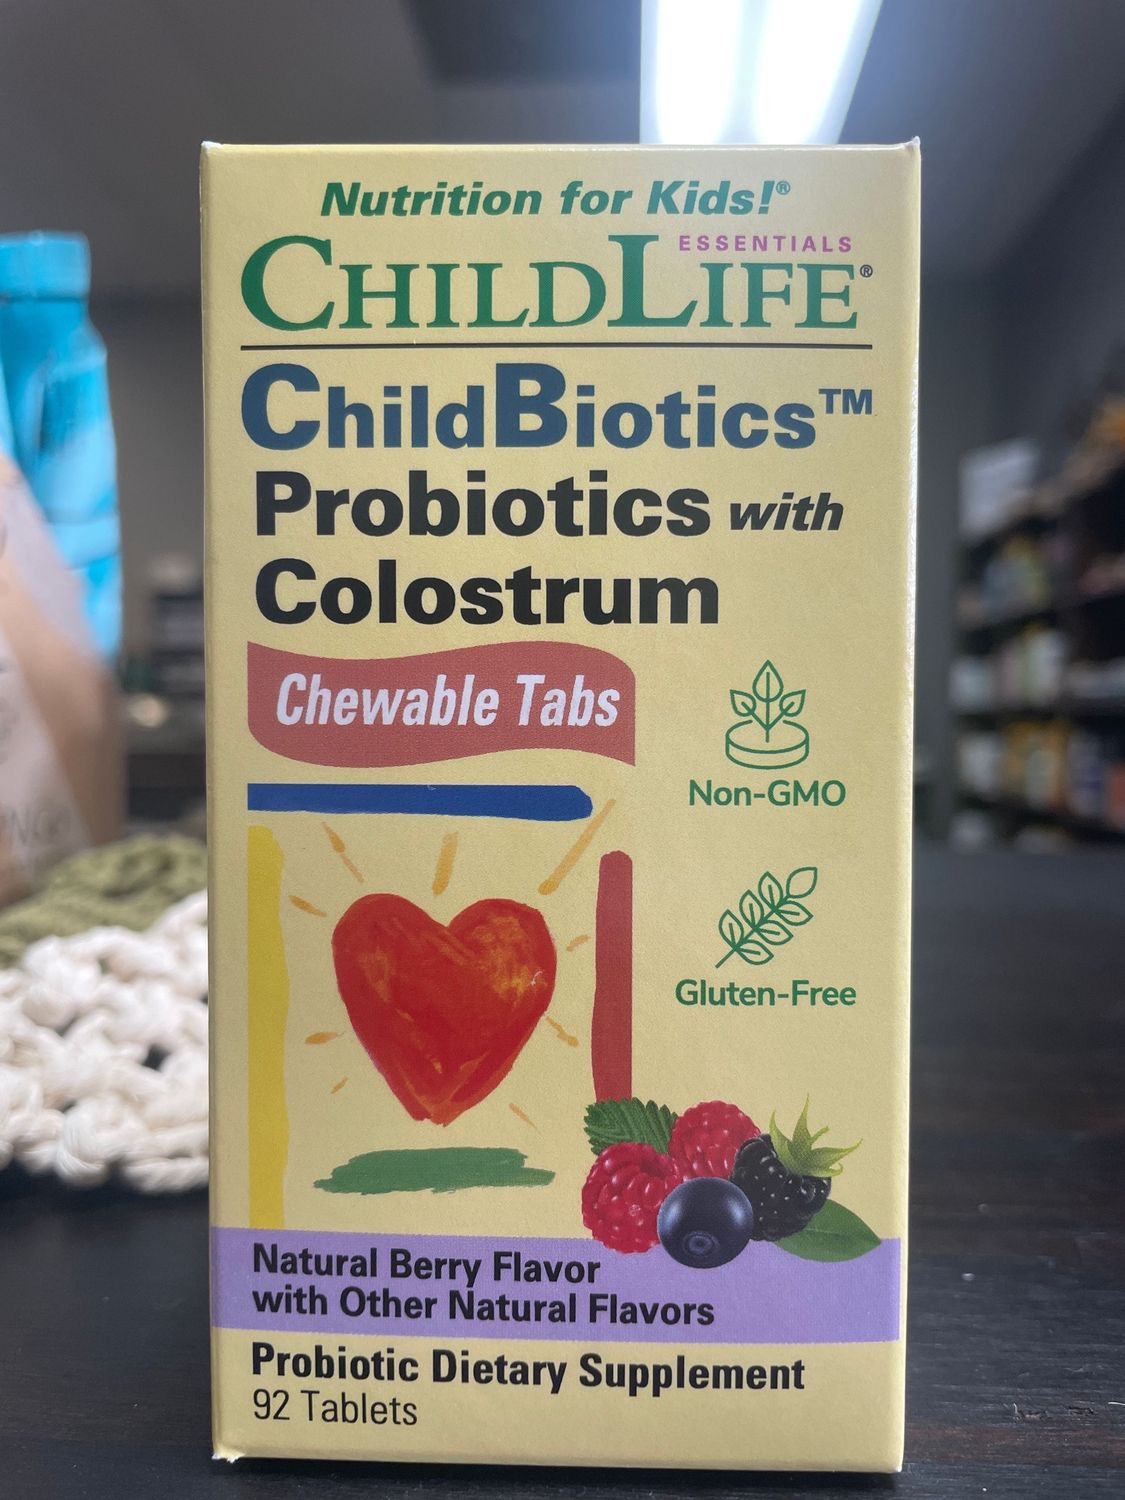 Nutrition for Kids!®
ESSENTIALS
CHILDLIFE®
ChildBiotics™
Probiotics with
Colostrum
Chewable Tabs
Non-GMO
Gluten-Free
Natural Berry Flavor
with Other Natural Flavors
Probiotic Dietary Supplement
92 Tablets